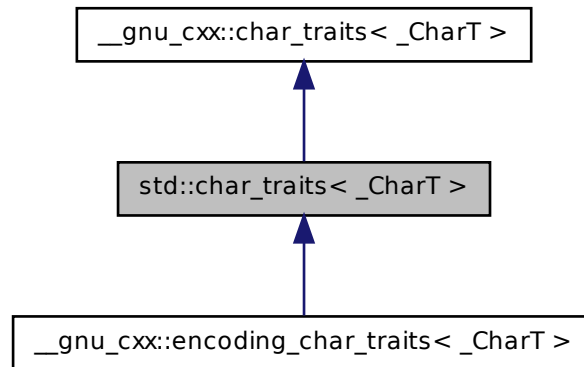 __gnu_cxx::char_traits< _CharT >
std::char_traits< _CharT >
__gnu_cxx::encoding_char_traits< _CharT >